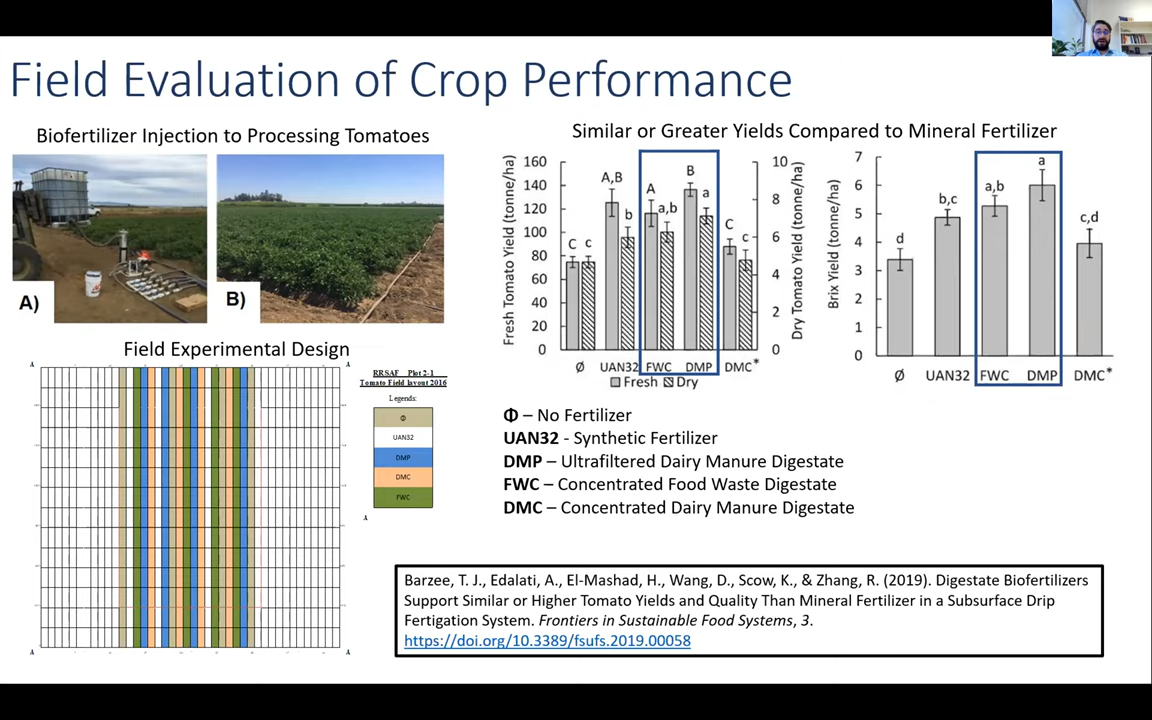 Field Evaluation of Crop Performance
Biofertilizer Injection to Processing Tomatoes
A)
B)
Field Experimental Design
A
A
RRSAF Plot 2-1
Tomato Field layout 2016
Legends:
Φ
UAN32
DMP
DMC
FWC
A
A
A
Similar or Greater Yields Compared to Mineral Fertilizer
Fresh Tomato Yield (tonne/ha)
160
140
120
100
80
60
40
20
0
C c
A,B b
A a,b
B a
C c
10
8
6
4
2
0
Dry Tomato Yield (tonne/ha)
Ø UAN32 FWC DMP DMC*
Fresh Dry
Brix Yield (tonne/ha)
7
6
5
4
3
2
1
0
d
b,c
a,b
a
c,d
Ø UAN32 FWC DMP DMC*
Φ – No Fertilizer
UAN32 - Synthetic Fertilizer
DMP – Ultrafiltered Dairy Manure Digestate
FWC – Concentrated Food Waste Digestate
DMC – Concentrated Dairy Manure Digestate
Barzee, T. J., Edalati, A., El-Mashad, H., Wang, D., Scow, K., & Zhang, R. (2019). Digestate Biofertilizers
Support Similar or Higher Tomato Yields and Quality Than Mineral Fertilizer in a Subsurface Drip
Fertigation System. Frontiers in Sustainable Food Systems, 3.
https://doi.org/10.3389/fsufs.2019.00058